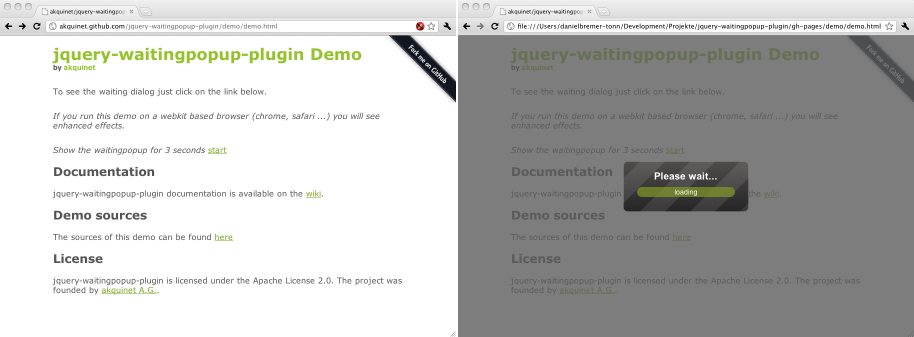 akquinet/jquery-waitingpop
akquinet.github.com/jquery-waitingpopup-plugin/demo/demo.html
Fork me on GitHub
jquery-waitingpopup-plugin Demo
by akquinet
To see the waiting dialog just click on the link below.
If you run this demo on a webkit based browser (chrome, safari ...) you will see
enhanced effects.
Show the waitingpopup for 3 seconds start
Documentation
jquery-waitingpopup-plugin documentation is available on the wiki.
Demo sources
The sources of this demo can be found here
License
jquery-waitingpopup-plugin is licensed under the Apache License 2.0. The project was
founded by akquinet A.G..
akquinet/jquery-waitingpop
file:///Users/danielbremer-tonn/Development/Projekte/jquery-waitingpopup/gh-pages/demo/demo.html
Fork me on GitHub
jquery-waitingpopup-plugin Demo
by akquinet
To see the waiting dialog just click on the link below.
If you run this demo on a webkit based browser (chrome, safari ...) you will see
enhanced effects.
Show the waitingpopup for 3 seconds start
Please wait...
loading
Documentation
jquery-waitingpopup-plugin the wiki.
Demo sources
The sources of this demo can be found here
License
jquery-waitingpopup-plugin is licensed under the Apache License 2.0. The project was
founded by akquinet A.G..